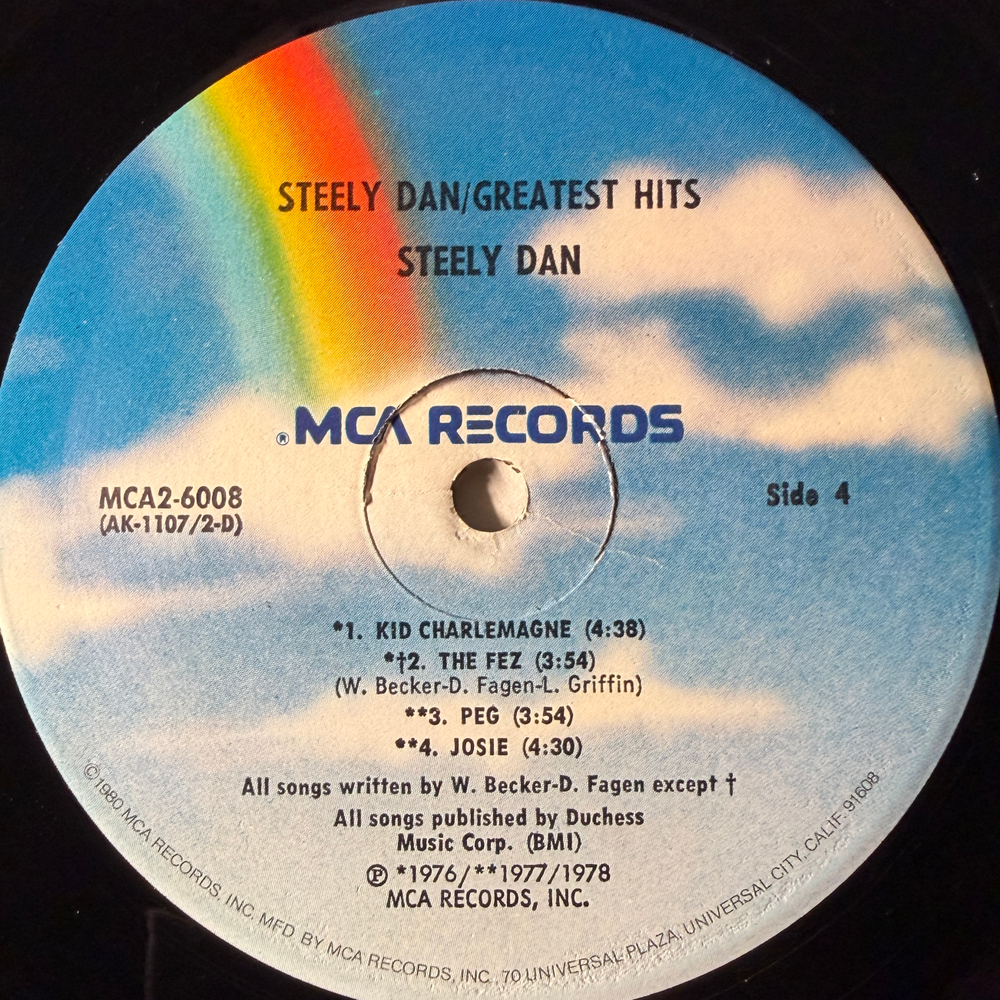 STEELY DAN/GREATEST HITS
STEELY DAN
®MCA RECORDS
MCA2-6008
(AK-1107/2-D)
Side 4
*1. KID CHARLEMAGNE (4:38)
*†2. THE FEZ (3:54)
(W. Becker-D. Fagen-L. Griffin)
**3. PEG (3:54)
**4. JOSIE (4:30)
All songs written by W. Becker-D. Fagen except †
All songs published by Duchess
Music Corp. (BMI)
℗ *1976/**1977/1978
MCA RECORDS, INC.
©1980 MCA RECORDS, INC. MFD BY MCA RECORDS, INC. 70 UNIVERSAL PLAZA, UNIVERSAL CITY, CALIF. 91608